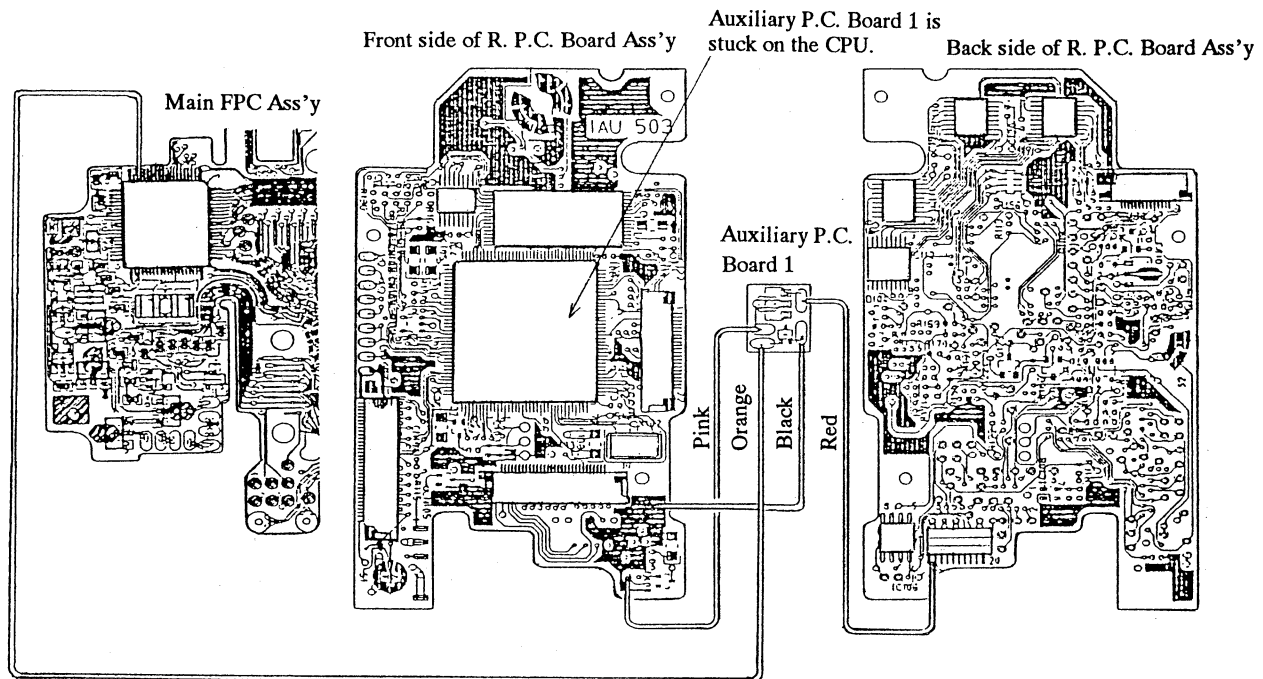 Auxiliary P.C. Board 1 is
stuck on the CPU.
Front side of R. P.C. Board Ass'y
Back side of R. P.C. Board Ass'y
Main FPC Ass'y
IAU 503
Auxiliary P.C.
Board 1
Pink
Orange
Black
Red